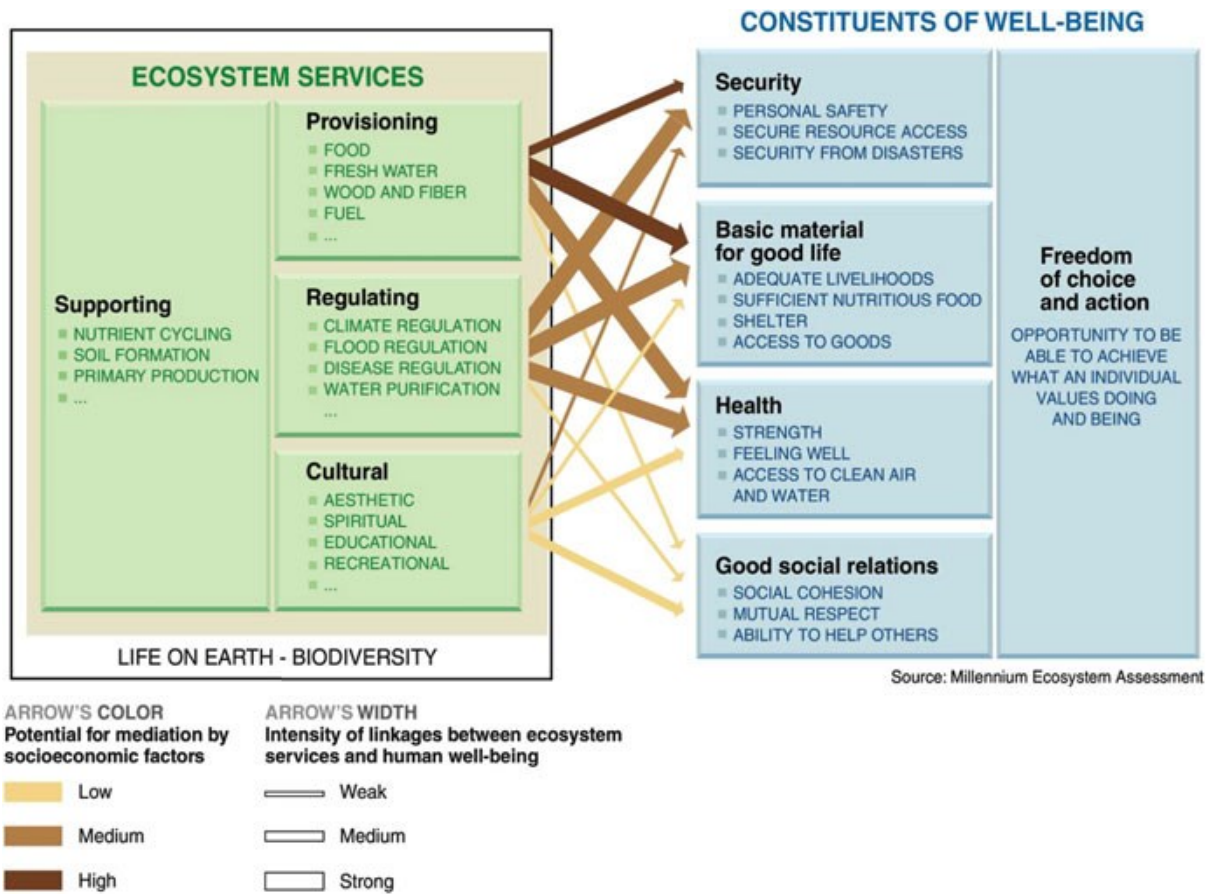 CONSTITUENTS OF WELL-BEING
ECOSYSTEM SERVICES
Supporting
NUTRIENT CYCLING
SOIL FORMATION
PRIMARY PRODUCTION
...
Provisioning
FOOD
FRESH WATER
WOOD AND FIBER
FUEL
...
Regulating
CLIMATE REGULATION
FLOOD REGULATION
DISEASE REGULATION
WATER PURIFICATION
...
Cultural
AESTHETIC
SPIRITUAL
EDUCATIONAL
RECREATIONAL
...
LIFE ON EARTH - BIODIVERSITY
Security
PERSONAL SAFETY
SECURE RESOURCE ACCESS
SECURITY FROM DISASTERS
Basic material
for good life
ADEQUATE LIVELIHOODS
SUFFICIENT NUTRITIOUS FOOD
SHELTER
ACCESS TO GOODS
Health
STRENGTH
FEELING WELL
ACCESS TO CLEAN AIR
AND WATER
Good social relations
SOCIAL COHESION
MUTUAL RESPECT
ABILITY TO HELP OTHERS
Freedom
of choice
and action
OPPORTUNITY TO BE
ABLE TO ACHIEVE
WHAT AN INDIVIDUAL
VALUES DOING
AND BEING
Source: Millennium Ecosystem Assessment
ARROW'S COLOR
Potential for mediation by
socioeconomic factors
Low
Medium
High
ARROW'S WIDTH
Intensity of linkages between ecosystem
services and human well-being
Weak
Medium
Strong